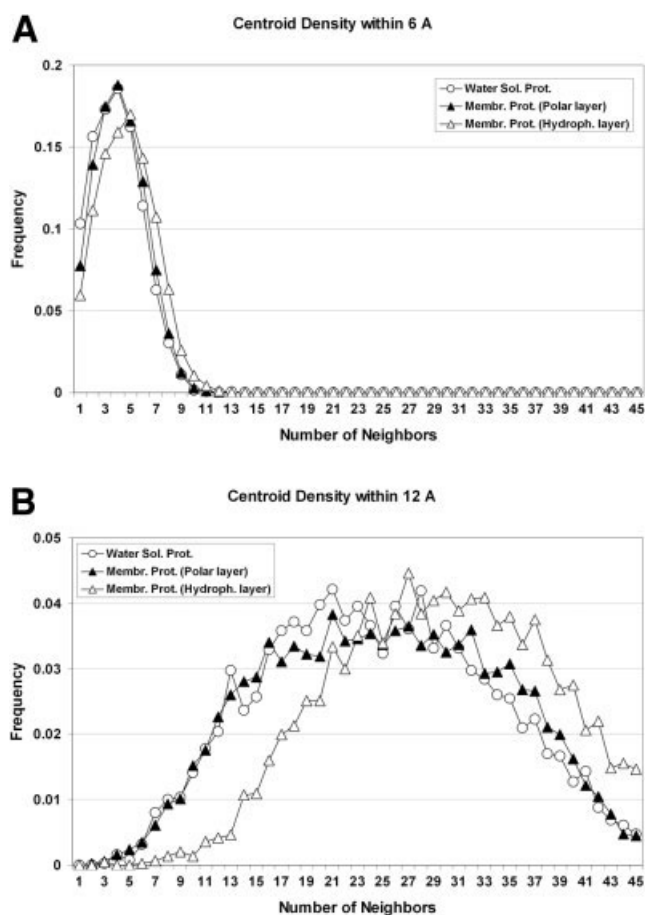 A
Centroid Density within 6 A
0.2
0.15
0.1
0.05
0
Frequency
Water Sol. Prot.
Membr. Prot. (Polar layer)
Membr. Prot. (Hydroph. layer)
1 3 5 7 9 11 13 15 17 19 21 23 25 27 29 31 33 35 37 39 41 43 45
Number of Neighbors
B
Centroid Density within 12 A
0.05
0.04
0.03
0.02
0.01
0
Frequency
Water Sol. Prot.
Membr. Prot. (Polar layer)
Membr. Prot. (Hydroph. layer)
1 3 5 7 9 11 13 15 17 19 21 23 25 27 29 31 33 35 37 39 41 43 45
Number of Neighbors